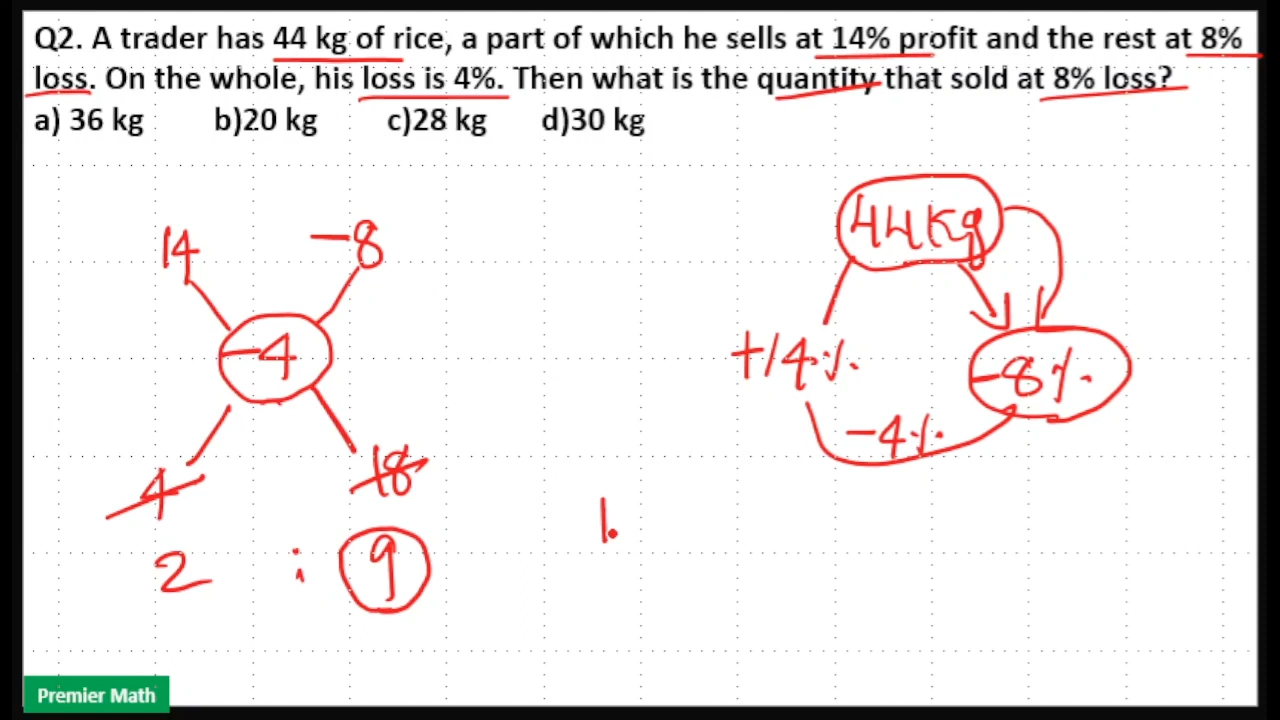 Q2. A trader has 44 kg of rice, a part of which he sells at 14% profit and the rest at 8%
loss. On the whole, his loss is 4%. Then what is the quantity that sold at 8% loss?
a) 36 kg b)20 kg c)28 kg d)30 kg
14 -8
-4
4 18
2 : 9
44kg
+14% -8%
-4%
Premier Math